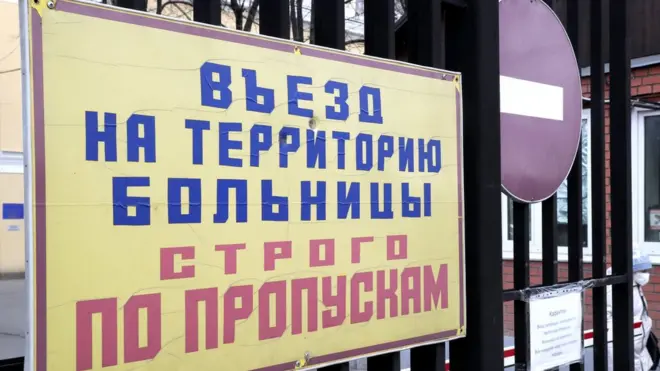 ВЪЕЗД
НА ТЕРРИТОРИЮ
БОЛЬНИЦЫ
СТРОГО
ПО ПРОПУСКАМ